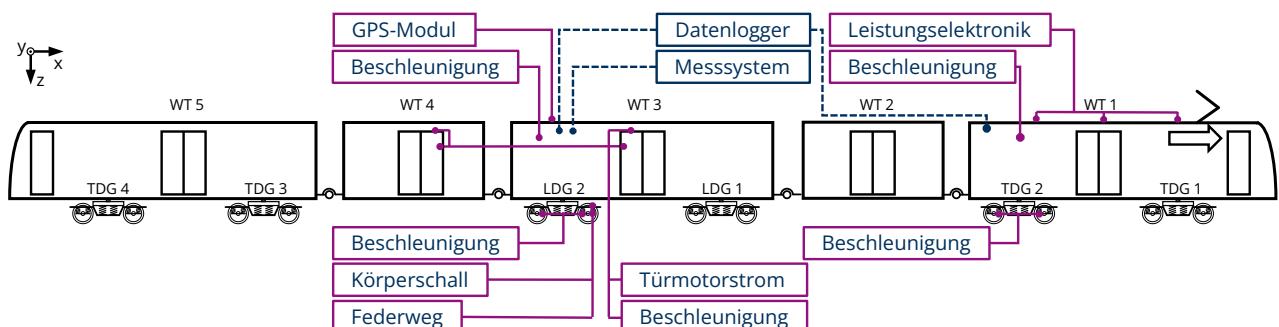 GPS-Modul
Datenlogger
Leistungselektronik
y
x
z
Beschleunigung
Messsystem
Beschleunigung
WT 5
WT 4
WT 3
WT 2
WT 1
TDG 4
TDG 3
LDG 2
LDG 1
TDG 2
TDG 1
Beschleunigung
Beschleunigung
Körperschall
Türmotorstrom
Federweg
Beschleunigung